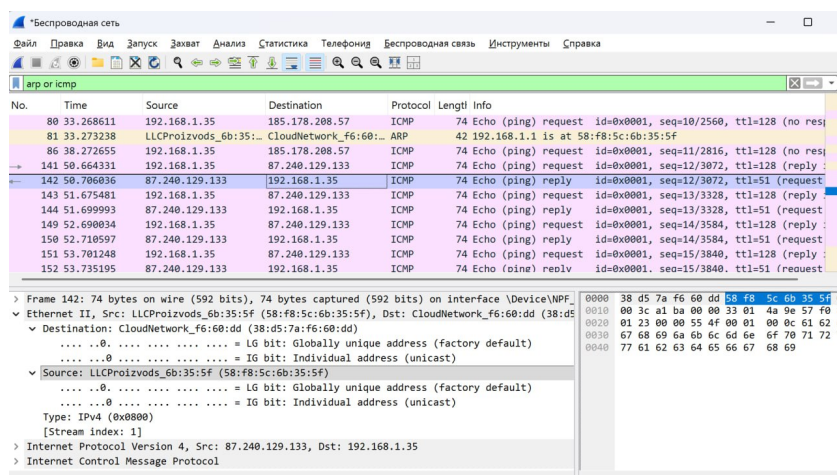 *Беспроводная сеть
Файл Правка Вид Запуск Захват Анализ Статистика Телефония Беспроводная связь Инструменты Справка
arp or icmp
No. Time Source Destination Protocol Lengtl Info
80 33.268611 192.168.1.35 185.178.208.57 ICMP 74 Echo (ping) request id=0x0001, seq=10/2560, ttl=128 (no resp
81 33.273238 LLCProizvods_6b:35:… CloudNetwork_f6:60:… ARP 42 192.168.1.1 is at 58:f8:5c:6b:35:5f
86 38.272655 192.168.1.35 185.178.208.57 ICMP 74 Echo (ping) request id=0x0001, seq=11/2816, ttl=128 (no resp
141 50.664331 192.168.1.35 87.240.129.133 ICMP 74 Echo (ping) request id=0x0001, seq=12/3072, ttl=128 (reply
142 50.706036 87.240.129.133 192.168.1.35 ICMP 74 Echo (ping) reply id=0x0001, seq=12/3072, ttl=51 (request
143 51.675481 192.168.1.35 87.240.129.133 ICMP 74 Echo (ping) request id=0x0001, seq=13/3328, ttl=128 (reply
144 51.699993 87.240.129.133 192.168.1.35 ICMP 74 Echo (ping) reply id=0x0001, seq=13/3328, ttl=51 (request
149 52.690034 192.168.1.35 87.240.129.133 ICMP 74 Echo (ping) request id=0x0001, seq=14/3584, ttl=128 (reply
150 52.710597 87.240.129.133 192.168.1.35 ICMP 74 Echo (ping) reply id=0x0001, seq=14/3584, ttl=51 (request
151 53.701248 192.168.1.35 87.240.129.133 ICMP 74 Echo (ping) request id=0x0001, seq=15/3840, ttl=128 (reply
152 53.735195 87.240.129.133 192.168.1.35 ICMP 74 Echo (ping) reply id=0x0001, seq=15/3840, ttl=51 (request
Frame 142: 74 bytes on wire (592 bits), 74 bytes captured (592 bits) on interface \Device\NPF_
Ethernet II, Src: LLCProizvods_6b:35:5f (58:f8:5c:6b:35:5f), Dst: CloudNetwork_f6:60:dd (38:d5
Destination: CloudNetwork_f6:60:dd (38:d5:7a:f6:60:dd)
.... ..0. .... .... .... .... = LG bit: Globally unique address (factory default)
.... ...0 .... .... .... .... = IG bit: Individual address (unicast)
Source: LLCProizvods_6b:35:5f (58:f8:5c:6b:35:5f)
.... ..0. .... .... .... .... = LG bit: Globally unique address (factory default)
.... ...0 .... .... .... .... = IG bit: Individual address (unicast)
Type: IPv4 (0x0800)
[Stream index: 1]
Internet Protocol Version 4, Src: 87.240.129.133, Dst: 192.168.1.35
Internet Control Message Protocol
0000 38 d5 7a f6 60 dd 58 f8 5c 6b 35 5f
0010 00 3c a1 ba 00 00 33 01 4a 9e 57 f0
0020 01 23 00 00 55 4f 00 01 00 0c 61 62
0030 67 68 69 6a 6b 6c 6d 6e 6f 70 71 72
0040 77 61 62 63 64 65 66 67 68 69